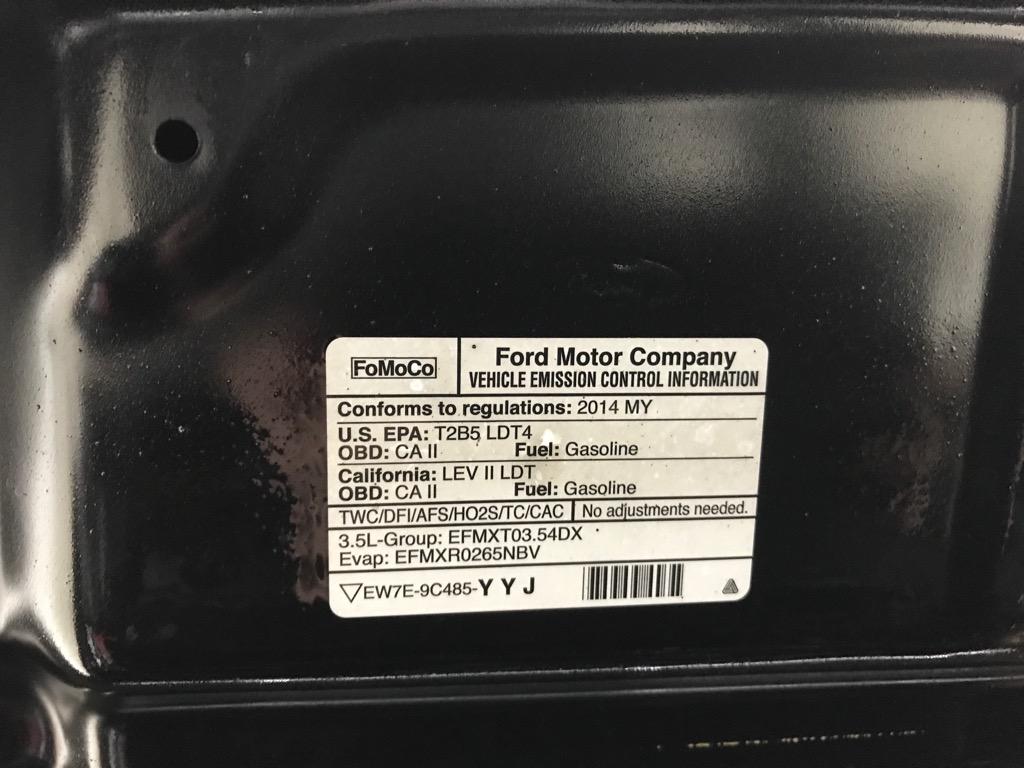 FoMoCo
Ford Motor Company
VEHICLE EMISSION CONTROL INFORMATION
Conforms to regulations: 2014 MY
U.S. EPA: T2B5 LDT4
OBD: CA II Fuel: Gasoline
California: LEV II LDT
OBD: CA II Fuel: Gasoline
TWC/DFI/AFS/HO2S/TC/CAC No adjustments needed.
3.5L-Group: EFMXT03.54DX
Evap: EFMXR0265NBV
EW7E-9C485-Y Y J